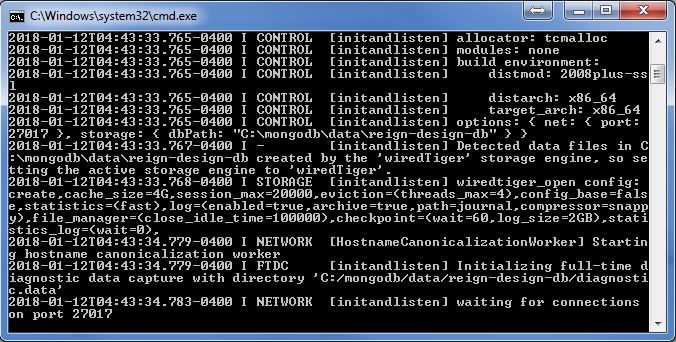 C:\Windows\system32\cmd.exe
2018-01-12T04:43:33.765-0400 I CONTROL  [initandlisten] allocator: tcmalloc
2018-01-12T04:43:33.765-0400 I CONTROL  [initandlisten] modules: none
2018-01-12T04:43:33.765-0400 I CONTROL  [initandlisten] build environment:
2018-01-12T04:43:33.765-0400 I CONTROL  [initandlisten]     distmod: 2008plus-ss
l
2018-01-12T04:43:33.765-0400 I CONTROL  [initandlisten]     distarch: x86_64
2018-01-12T04:43:33.765-0400 I CONTROL  [initandlisten]     target_arch: x86_64
2018-01-12T04:43:33.765-0400 I CONTROL  [initandlisten] options: { net: { port:
27017 }, storage: { dbPath: "C:\mongodb\data\reign-design-db" } }
2018-01-12T04:43:33.767-0400 I -        [initandlisten] Detected data files in C
:\mongodb\data\reign-design-db created by the 'wiredTiger' storage engine, so se
tting the active storage engine to 'wiredTiger'.
2018-01-12T04:43:33.768-0400 I STORAGE  [initandlisten] wiredtiger_open config:
create,cache_size=4G,session_max=20000,eviction=(threads_max=4),config_base=fals
e,statistics=(fast),log=(enabled=true,archive=true,path=journal,compressor=snapp
y),file_manager=(close_idle_time=100000),checkpoint=(wait=60,log_size=2GB),stati
stics_log=(wait=0),
2018-01-12T04:43:34.779-0400 I NETWORK  [HostnameCanonicalizationWorker] Startin
g hostname canonicalization worker
2018-01-12T04:43:34.779-0400 I FTDC     [initandlisten] Initializing full-time d
iagnostic data capture with directory 'C:/mongodb/data/reign-design-db/diagnosti
c.data'
2018-01-12T04:43:34.783-0400 I NETWORK  [initandlisten] waiting for connections
on port 27017